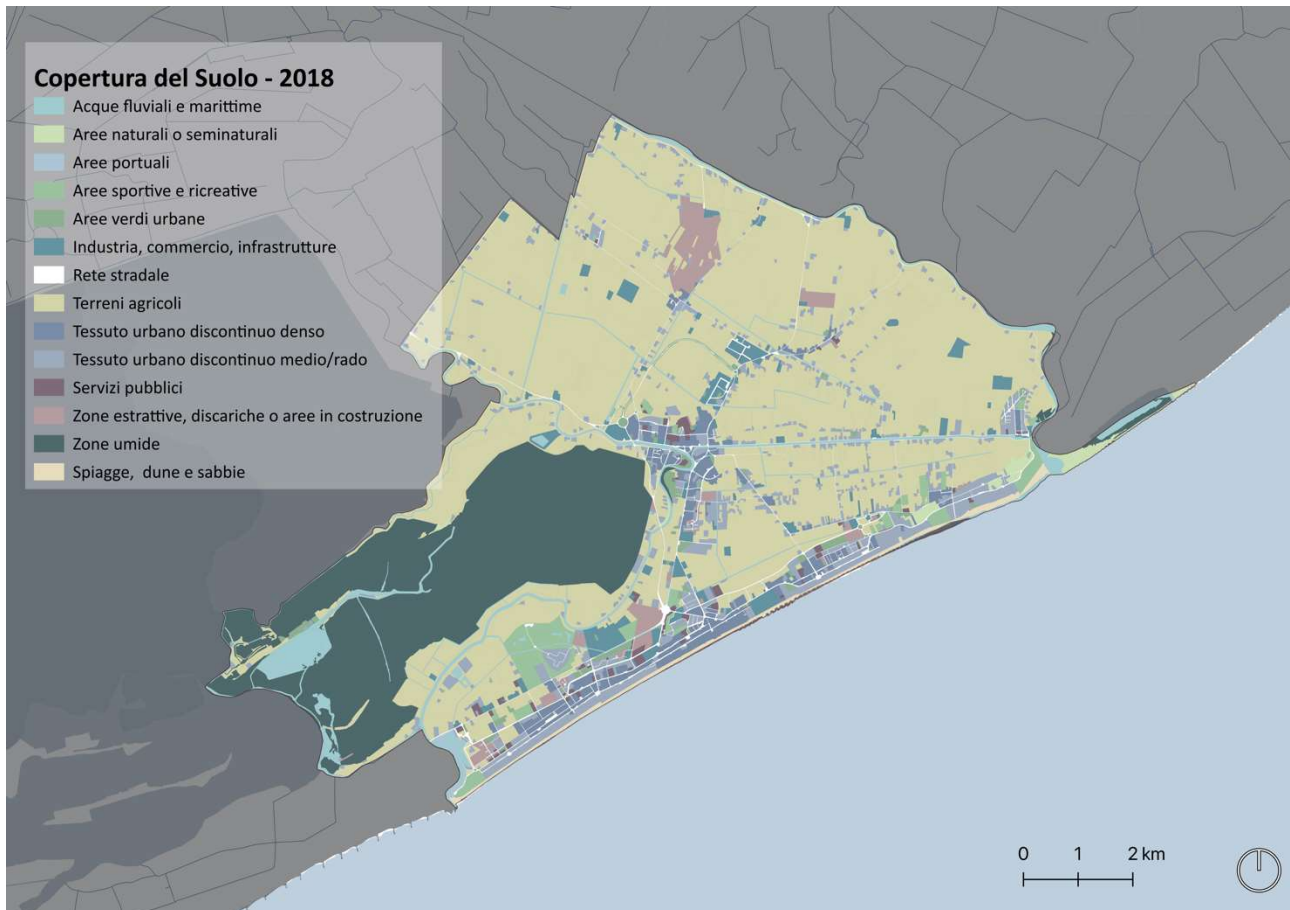 Copertura del Suolo - 2018
Acque fluviali e marittime
Aree naturali o seminaturali
Aree portuali
Aree sportive e ricreative
Aree verdi urbane
Industria, commercio, infrastrutture
Rete stradale
Terreni agricoli
Tessuto urbano discontinuo denso
Tessuto urbano discontinuo medio/rado
Servizi pubblici
Zone estrattive, discariche o aree in costruzione
Zone umide
Spiagge, dune e sabbie
0 1 2 km